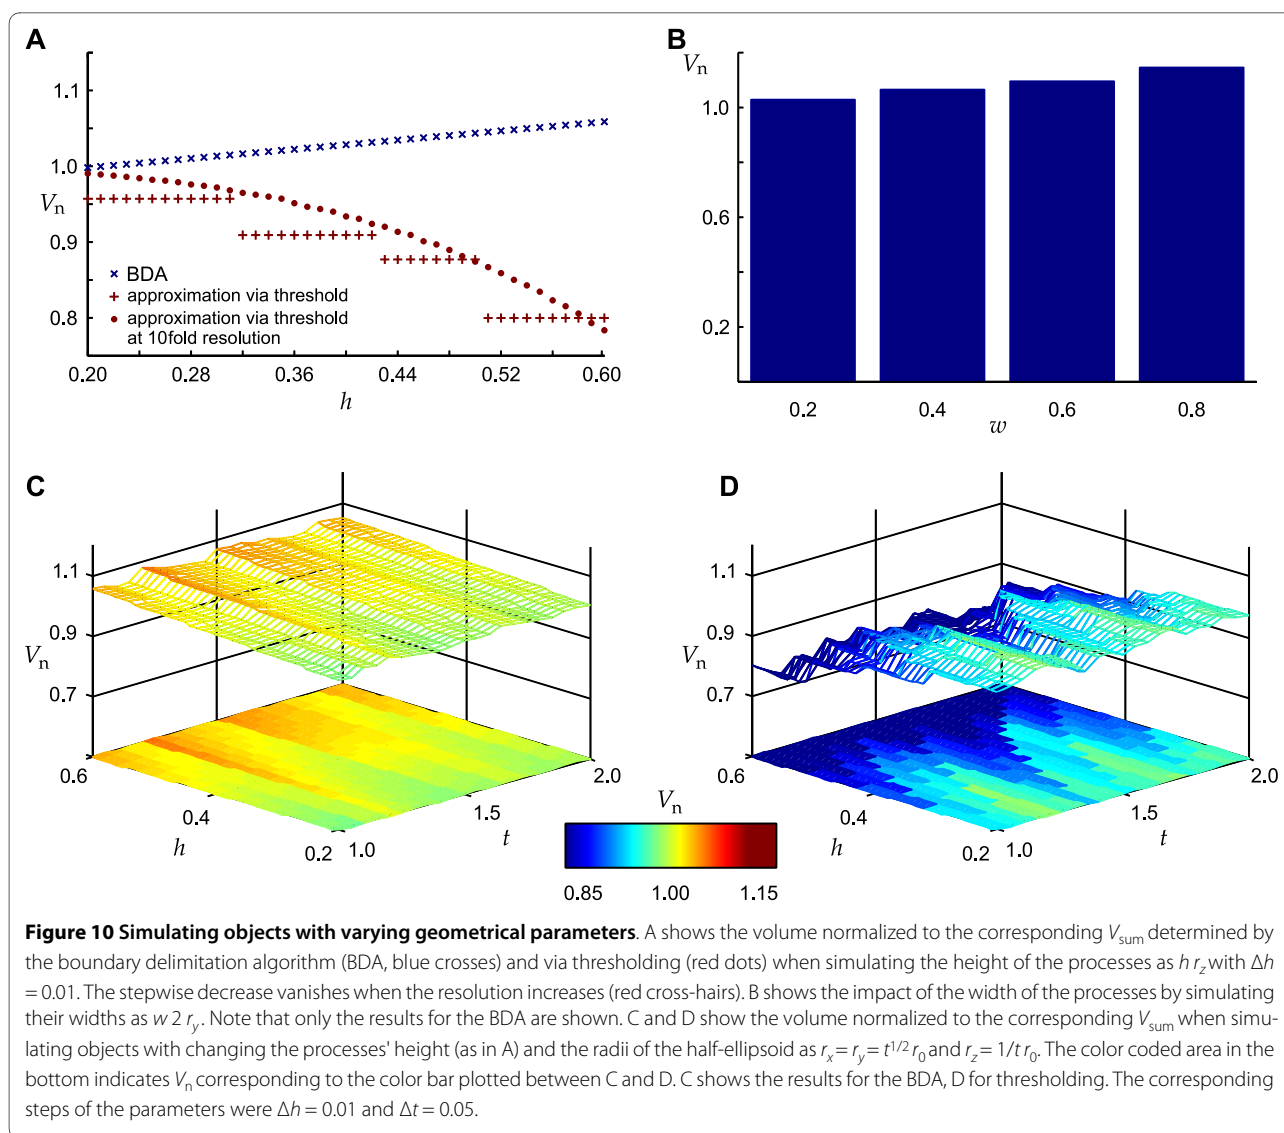 A
B
V_n
1.1
1.0
V_n
0.9
0.8
× BDA
+ approximation via threshold
• approximation via threshold
at 10fold resolution
0.20 0.28 0.36 0.44 0.52 0.60
h
1.0
0.6
0.2
0.2 0.4 0.6 0.8
w
C
D
1.1
0.9
V_n
0.7
0.6
0.4
h
0.2
1.0
1.5
t
2.0
1.1
0.9
V_n
0.7
0.6
0.4
h
0.2
1.0
1.5
t
2.0
V_n
0.85 1.00 1.15
Figure 10 Simulating objects with varying geometrical parameters. A shows the volume normalized to the corresponding V_sum determined by
the boundary delimitation algorithm (BDA, blue crosses) and via thresholding (red dots) when simulating the height of the processes as h r_z with Δh
= 0.01. The stepwise decrease vanishes when the resolution increases (red cross-hairs). B shows the impact of the width of the processes by simulating
their widths as w 2 r_y. Note that only the results for the BDA are shown. C and D show the volume normalized to the corresponding V_sum when simu-
lating objects with changing the processes' height (as in A) and the radii of the half-ellipsoid as r_x = r_y = t^1/2 r_0 and r_z = 1/t r_0. The color coded area in the
bottom indicates V_n corresponding to the color bar plotted between C and D. C shows the results for the BDA, D for thresholding. The corresponding
steps of the parameters were Δh = 0.01 and Δt = 0.05.